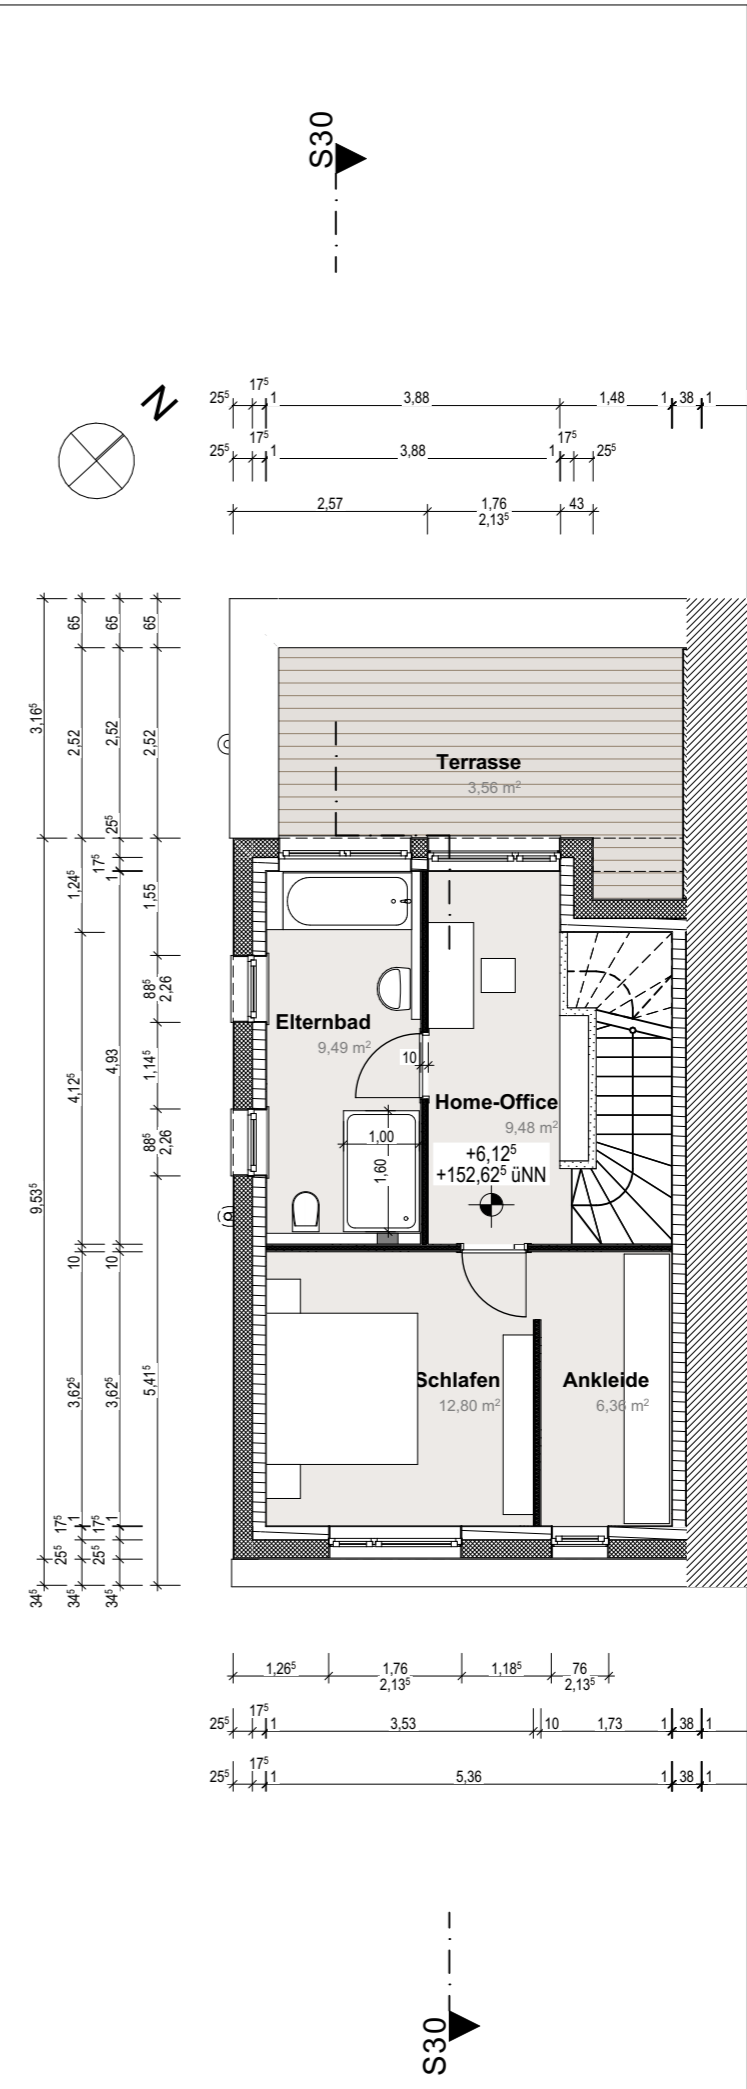 S30
N
25⁵ 17⁵ 1 3,88 1,48 1 38 1
25⁵ 17⁵ 1 3,88 1 17⁵ 25⁵
2,57 1,76 43
2,13⁵
65 65 65
3,16⁵ 2,52 2,52 2,52
Terrasse
3,56 m²
25⁵
17⁵
1
1,24⁵ 1,55
88⁵
2,26
Elternbad
9,49 m²
10
4,12⁵ 4,93 1,14⁵
Home-Office
9,48 m²
1,00
1,60
88⁵
2,26
+6,12⁵
+152,62⁵ üNN
9,53⁵
10 10
3,62⁵ 3,62⁵ 5,41⁵
Schlafen
12,80 m²
Ankleide
6,36 m²
1 1
17⁵ 17⁵
25⁵ 25⁵
34⁵ 34⁵ 34⁵
1,26⁵ 1,76 1,18⁵ 76
2,13⁵ 2,13⁵
25⁵ 17⁵ 1 3,53 10 1,73 1 38 1
25⁵ 17⁵ 1 5,36 1 38 1
S30